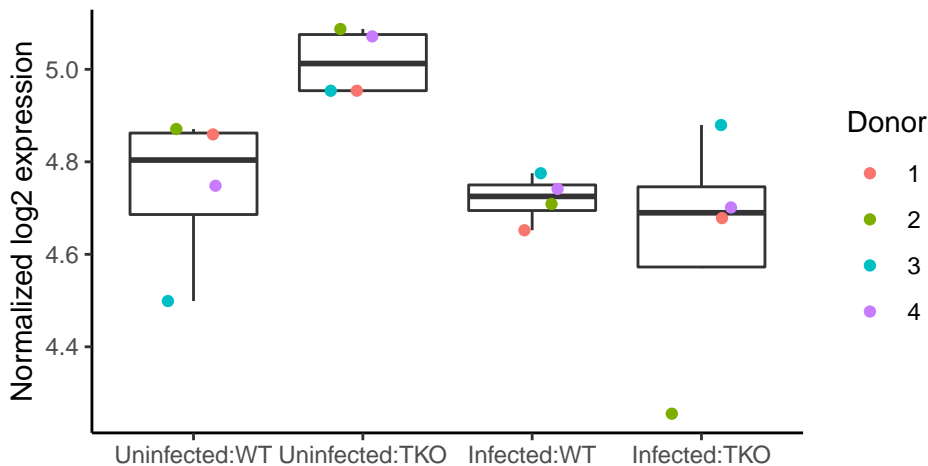 Normalized log2 expression
5.0
4.8
4.6
4.4
Uninfected:WT
Uninfected:TKO
Infected:WT
Infected:TKO
Donor
1
2
3
4